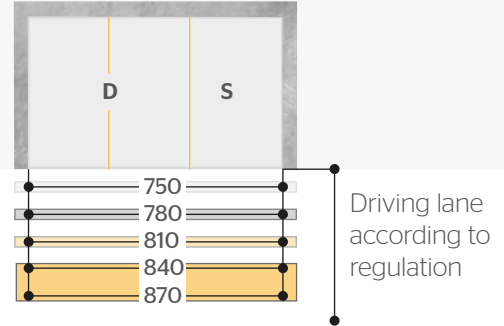 D
S
750
780
810
840
870
Driving lane
according to
regulation